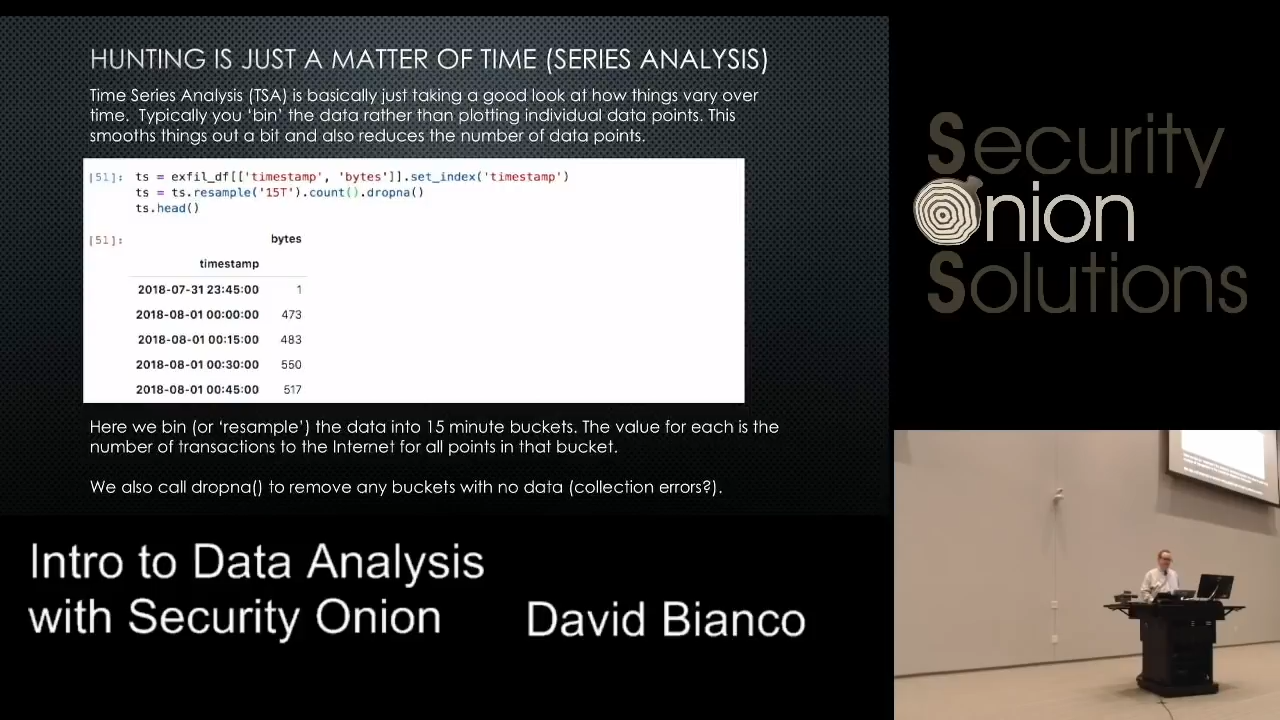 HUNTING IS JUST A MATTER OF TIME (SERIES ANALYSIS)
Time Series Analysis (TSA) is basically just taking a good look at how things vary over
time. Typically you 'bin' the data rather than plotting individual data points. This
smooths things out a bit and also reduces the number of data points.
[51]: ts = exfil_df[['timestamp', 'bytes']].set_index('timestamp')
ts = ts.resample('15T').count().dropna()
ts.head()
[51]:
bytes
timestamp
2018-07-31 23:45:00 1
2018-08-01 00:00:00 473
2018-08-01 00:15:00 483
2018-08-01 00:30:00 550
2018-08-01 00:45:00 517
Here we bin (or 'resample') the data into 15 minute buckets. The value for each is the
number of transactions to the Internet for all points in that bucket.
We also call dropna() to remove any buckets with no data (collection errors?).
Security
Onion
Solutions
Intro to Data Analysis
with Security Onion
David Bianco